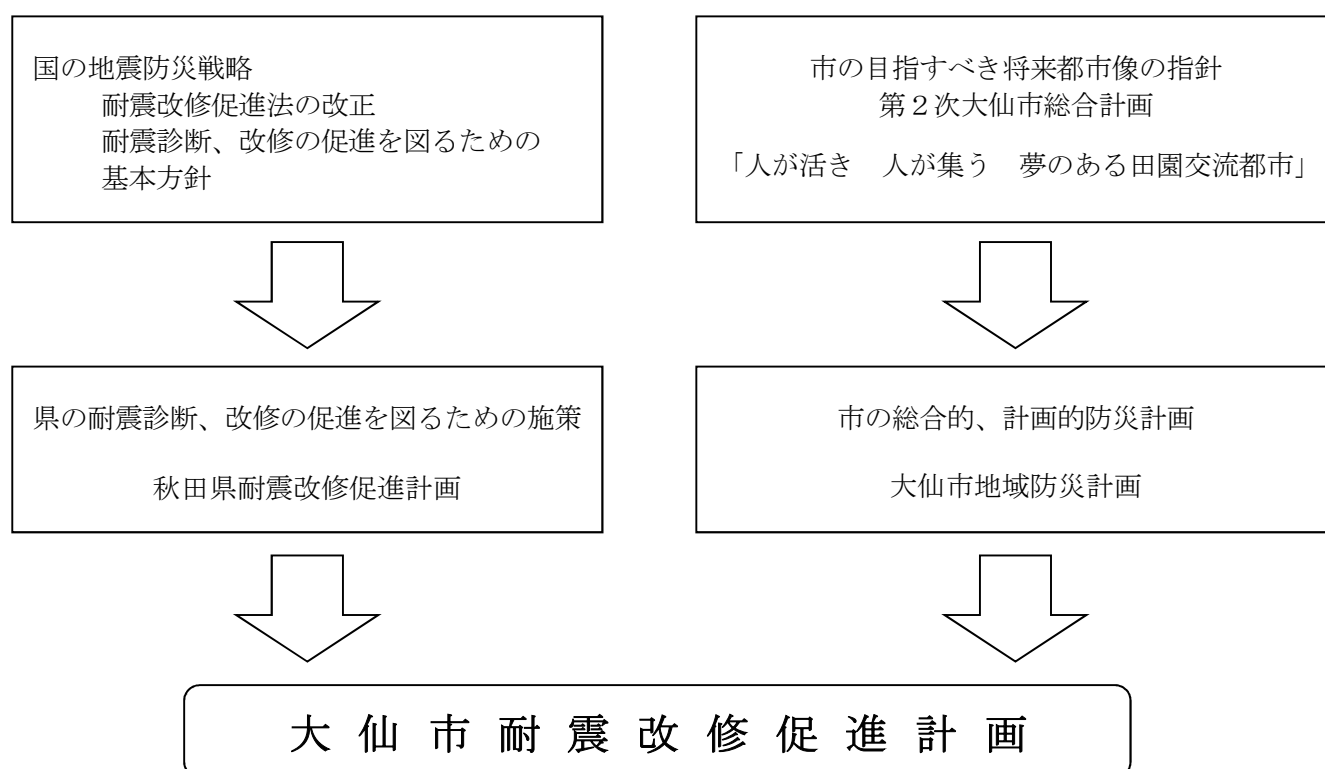 国の地震防災戦略
耐震改修促進法の改正
耐震診断、改修の促進を図るための
基本方針
市の目指すべき将来都市像の指針
第２次大仙市総合計画
「人が活き　人が集う　夢のある田園交流都市」
県の耐震診断、改修の促進を図るための施策
秋田県耐震改修促進計画
市の総合的、計画的防災計画
大仙市地域防災計画
大仙市耐震改修促進計画